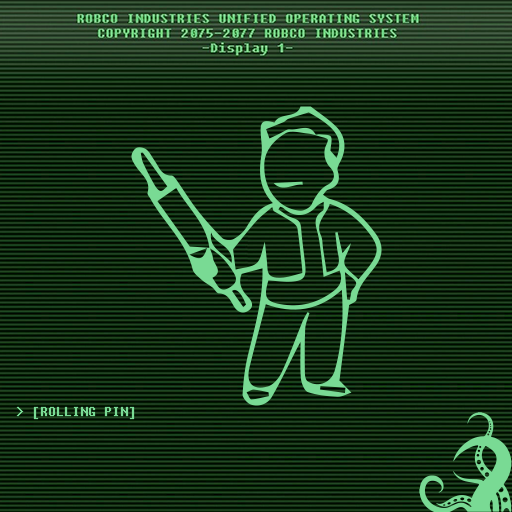 ROBCO INDUSTRIES UNIFIED OPERATING SYSTEM
COPYRIGHT 2075-2077 ROBCO INDUSTRIES
-Display 1-
> [ROLLING PIN]